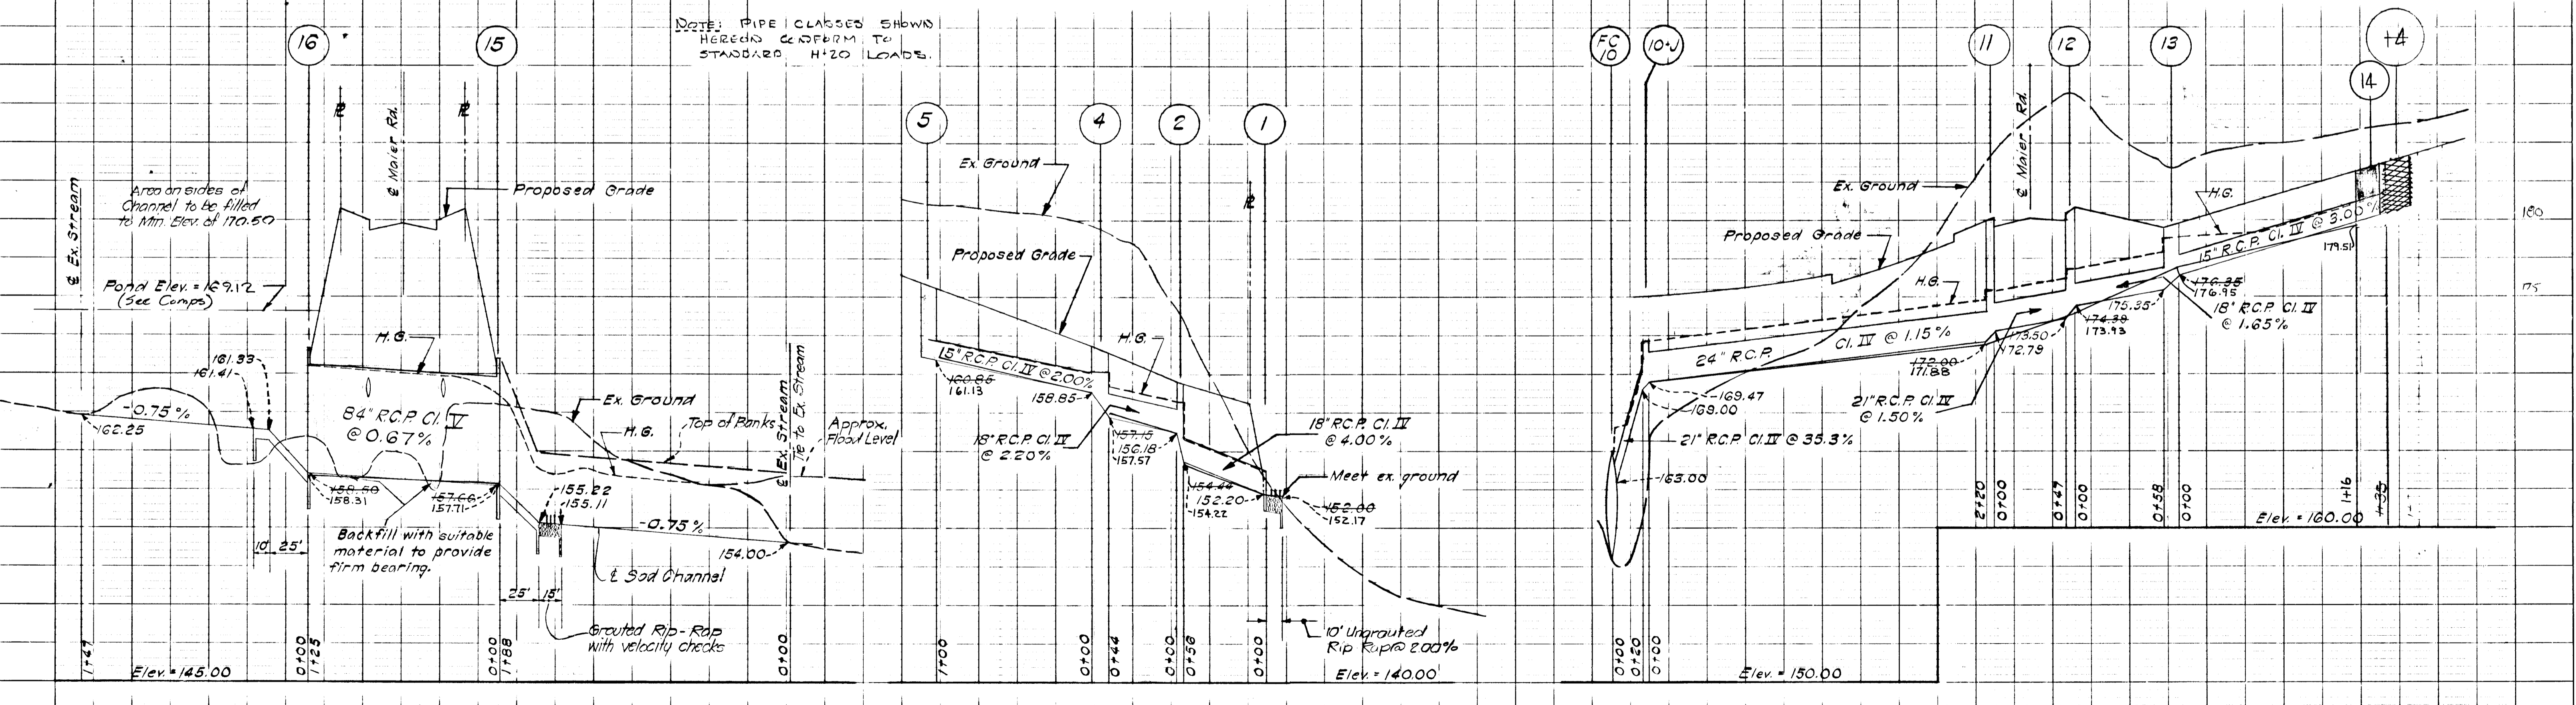 NOTE: PIPE CLASSES SHOWN
HEREON CONFORM TO
STANDARD H-20 LOADS.
16
15
℄ Ex. Stream
Area on sides of
Channel to be filled
to Min. Elev. of 170.50
Pond Elev. = 169.12
(See Comps)
℄ Maier Rd.
Proposed Grade
H.G.
161.33
161.41
-0.75%
162.25
84" R.C.P. Cl. V
@ 0.67%
158.50
158.31
157.66
157.71
Backfill with suitable
material to provide
firm bearing.
10' 25'
Ex. Ground
H.G.
Top of Banks
℄ Ex. Stream
Tie to Ex. Stream
Approx.
Flood Level
155.22
155.11
-0.75%
154.00
℄ Sod Channel
25' 15'
Grouted Rip-Rap
with velocity checks
1+47
0+00
1+25
0+00
1+88
0+00
Elev. = 145.00
5
4
2
1
Ex. Ground
Proposed Grade
H.G.
15" R.C.P. Cl. IV @ 2.00%
160.85
161.13
158.85
18" R.C.P. Cl. IV
@ 2.20%
157.15
156.18
157.57
18" R.C.P. Cl. IV
@ 4.00%
154.44
152.20
154.22
Meet ex. ground
152.00
152.17
10' Ungrouted
Rip Rap @ 2.00%
1+00
0+00
0+44
0+00
0+56
0+00
Elev. = 140.00
FC
10
10-J
11
12
13
14
14
℄ Maier Rd.
Ex. Ground
Proposed Grade
H.G.
H.G.
15" R.C.P. Cl. IV @ 3.00%
179.51
180
175
24" R.C.P. Cl. IV @ 1.15%
176.35
176.95
175.35
18" R.C.P. Cl. IV
@ 1.65%
174.38
173.93
173.50
172.79
172.00
171.88
21" R.C.P. Cl. IV
@ 1.50%
169.47
169.00
21" R.C.P. Cl. IV @ 35.3%
163.00
2+20
0+00
0+47
0+00
0+58
0+00
1+16
1+35
Elev. = 160.00
0+00
0+20
0+00
Elev. = 150.00